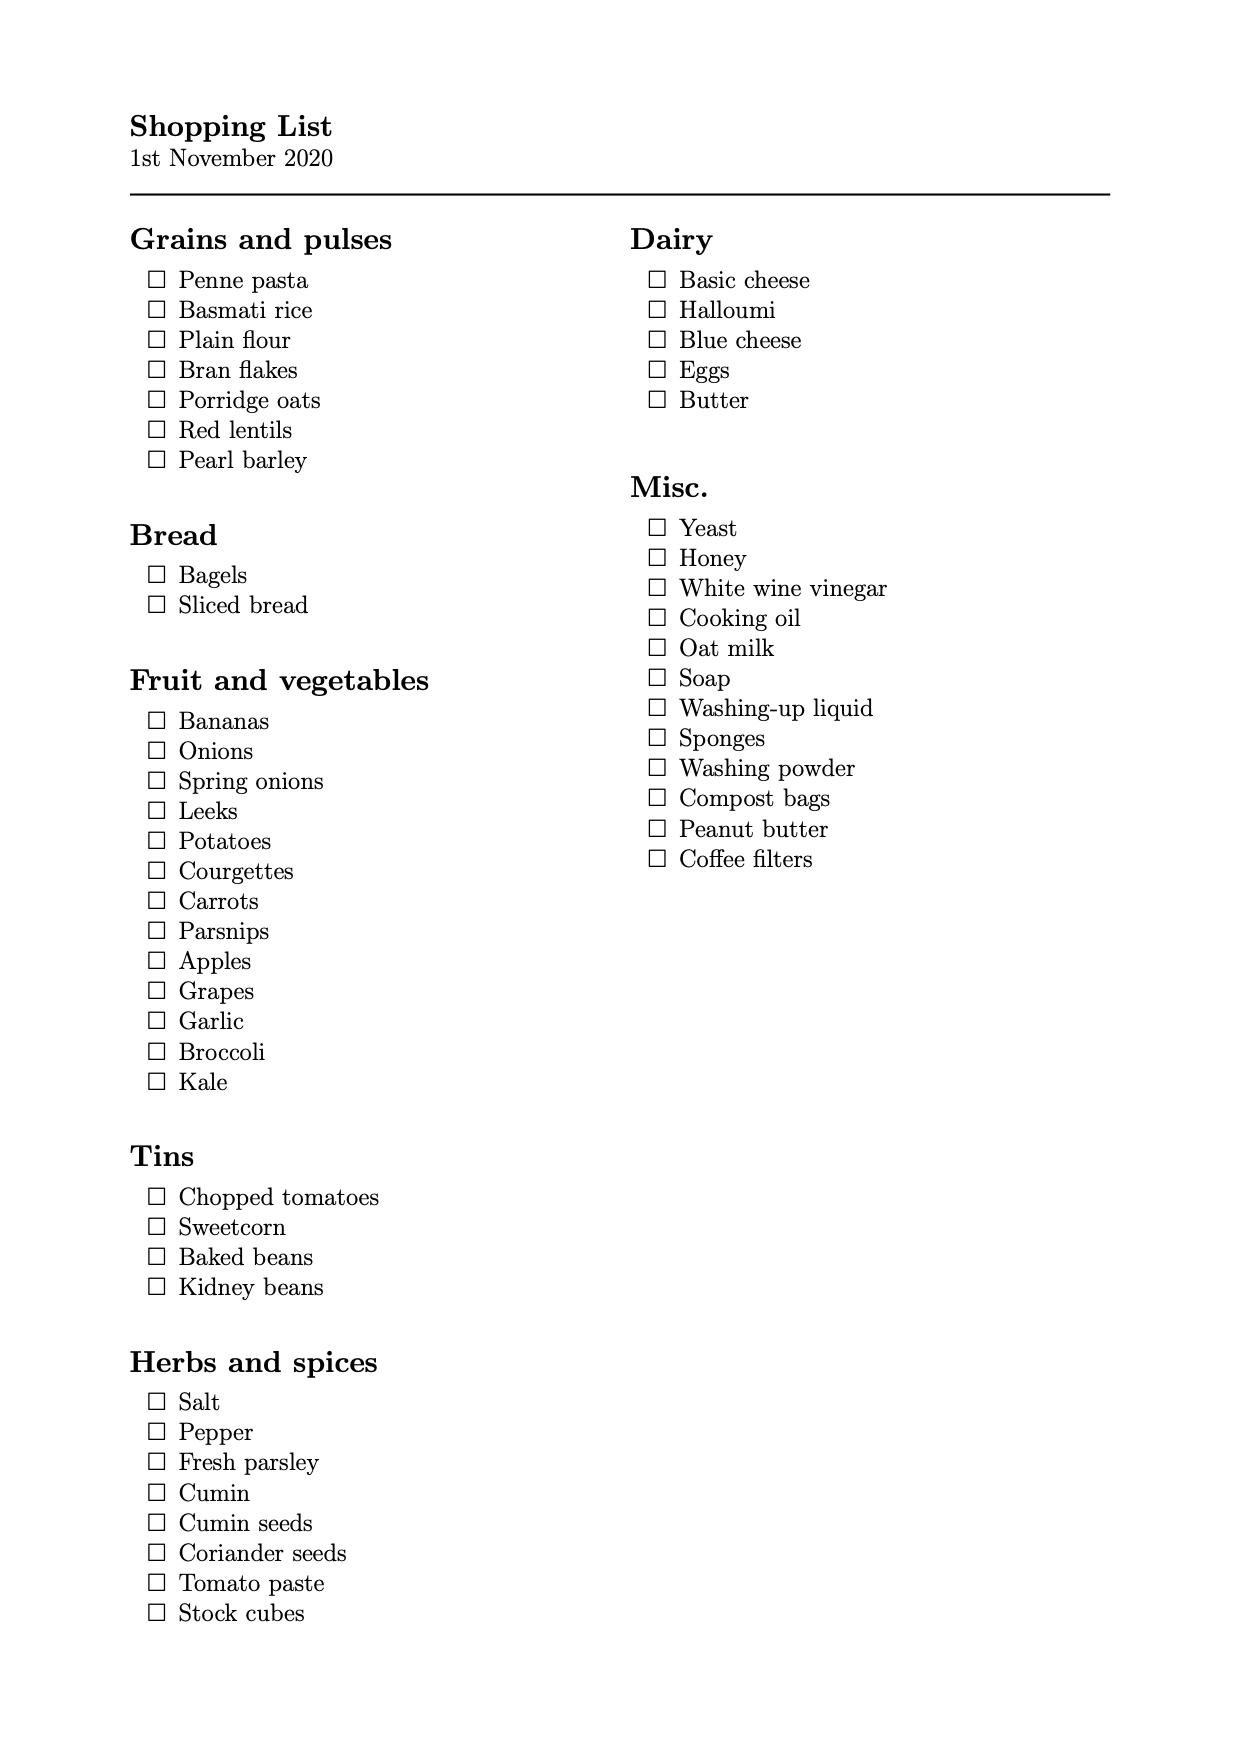 Shopping List
1st November 2020
Grains and pulses
☐ Penne pasta
☐ Basmati rice
☐ Plain flour
☐ Bran flakes
☐ Porridge oats
☐ Red lentils
☐ Pearl barley
Bread
☐ Bagels
☐ Sliced bread
Fruit and vegetables
☐ Bananas
☐ Onions
☐ Spring onions
☐ Leeks
☐ Potatoes
☐ Courgettes
☐ Carrots
☐ Parsnips
☐ Apples
☐ Grapes
☐ Garlic
☐ Broccoli
☐ Kale
Tins
☐ Chopped tomatoes
☐ Sweetcorn
☐ Baked beans
☐ Kidney beans
Herbs and spices
☐ Salt
☐ Pepper
☐ Fresh parsley
☐ Cumin
☐ Cumin seeds
☐ Coriander seeds
☐ Tomato paste
☐ Stock cubes
Dairy
☐ Basic cheese
☐ Halloumi
☐ Blue cheese
☐ Eggs
☐ Butter
Misc.
☐ Yeast
☐ Honey
☐ White wine vinegar
☐ Cooking oil
☐ Oat milk
☐ Soap
☐ Washing-up liquid
☐ Sponges
☐ Washing powder
☐ Compost bags
☐ Peanut butter
☐ Coffee filters